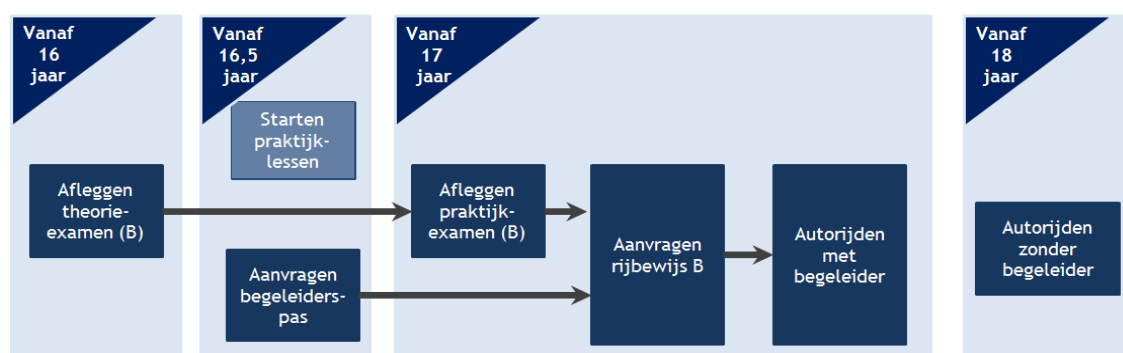 Vanaf
16
jaar
Afleggen
theorie-
examen (B)
Vanaf
16,5
jaar
Starten
praktijk-
lessen
Aanvragen
begeleiders-
pas
Vanaf
17
jaar
Afleggen
praktijk-
examen (B)
Aanvragen
rijbewijs B
Autorijden
met
begeleider
Vanaf
18
jaar
Autorijden
zonder
begeleider